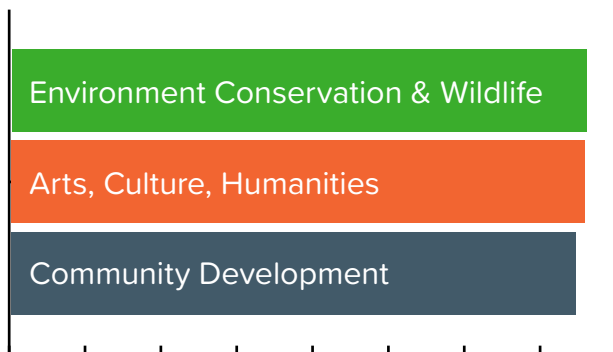 Environment Conservation & Wildlife
Arts, Culture, Humanities
Community Development